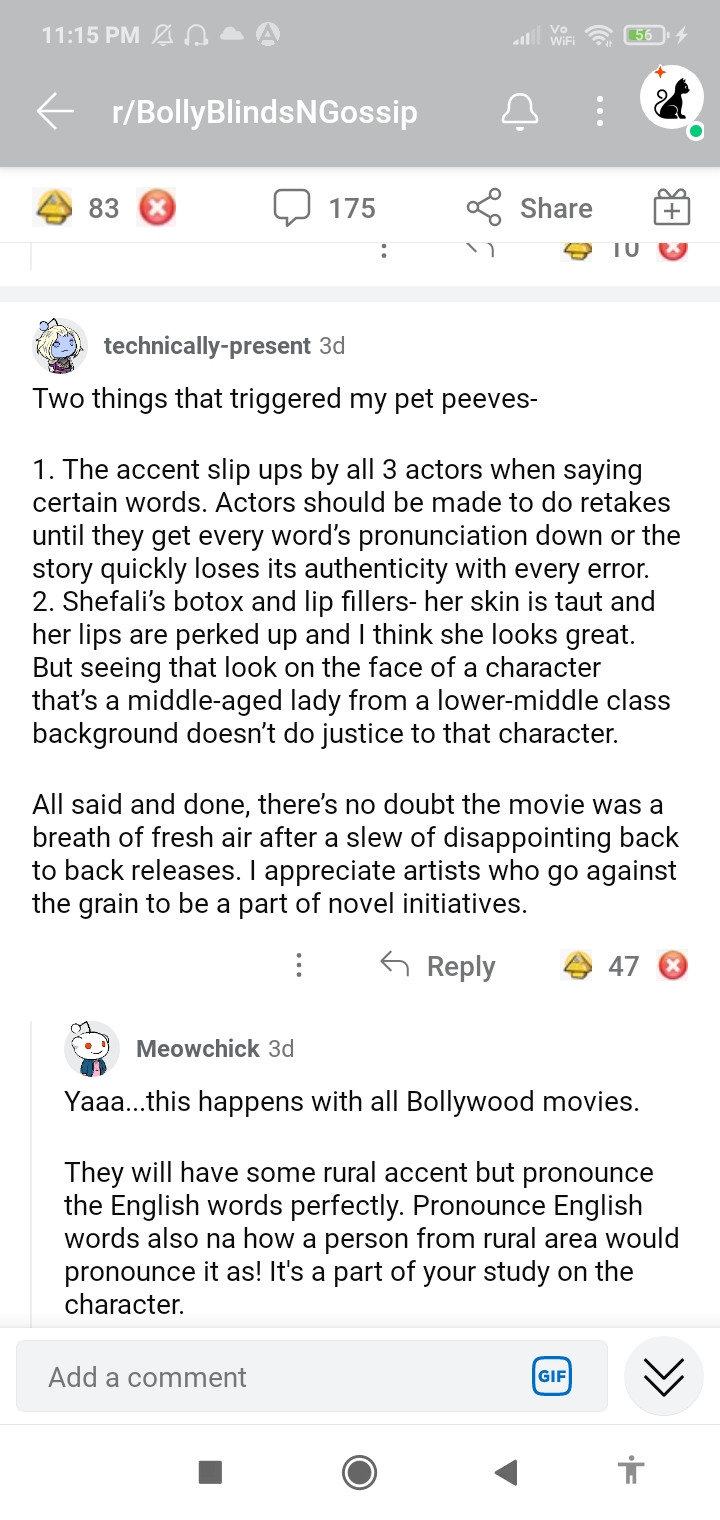 11:15 PM
Vo
WiFi
56
r/BollyBlindsNGossip
83
175
Share
10
technically-present 3d
Two things that triggered my pet peeves-
1. The accent slip ups by all 3 actors when saying
certain words. Actors should be made to do retakes
until they get every word's pronunciation down or the
story quickly loses its authenticity with every error.
2. Shefali's botox and lip fillers- her skin is taut and
her lips are perked up and I think she looks great.
But seeing that look on the face of a character
that's a middle-aged lady from a lower-middle class
background doesn't do justice to that character.
All said and done, there's no doubt the movie was a
breath of fresh air after a slew of disappointing back
to back releases. I appreciate artists who go against
the grain to be a part of novel initiatives.
Reply
47
Meowchick 3d
Yaaa...this happens with all Bollywood movies.
They will have some rural accent but pronounce
the English words perfectly. Pronounce English
words also na how a person from rural area would
pronounce it as! It's a part of your study on the
character.
Add a comment
GIF